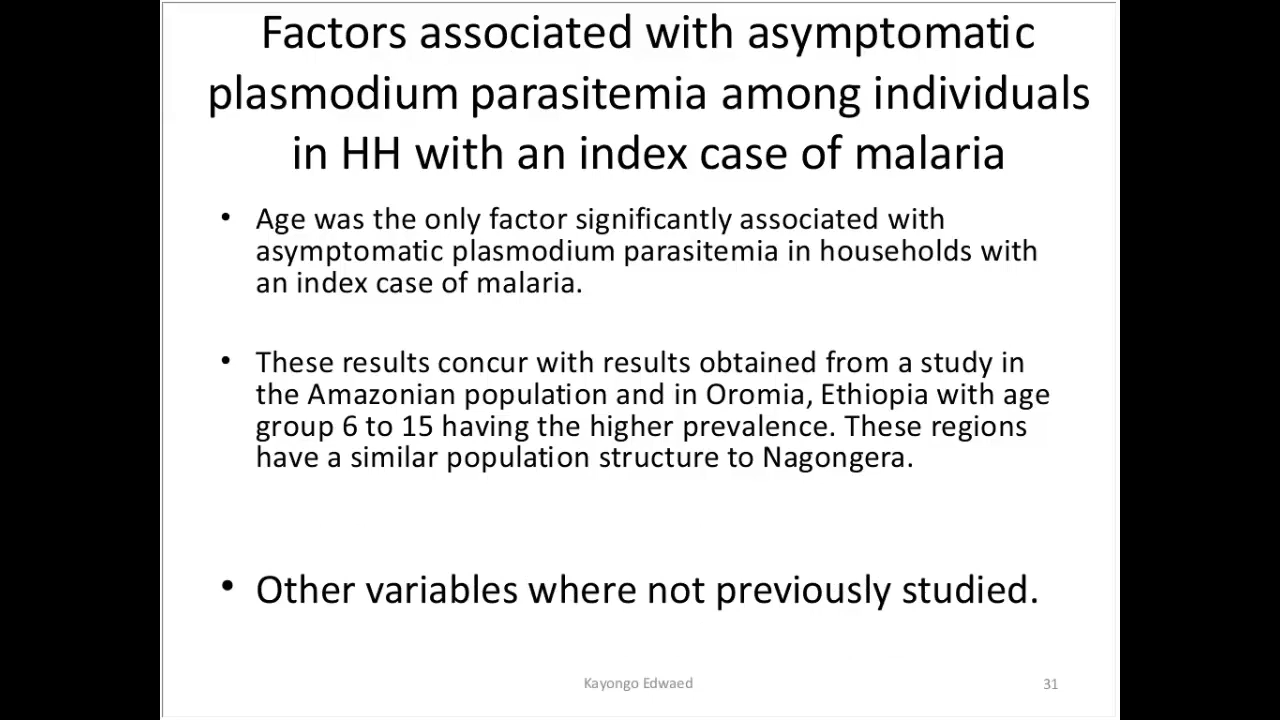 Factors associated with asymptomatic
plasmodium parasitemia among individuals
in HH with an index case of malaria
• Age was the only factor significantly associated with
asymptomatic plasmodium parasitemia in households with
an index case of malaria.
• These results concur with results obtained from a study in
the Amazonian population and in Oromia, Ethiopia with age
group 6 to 15 having the higher prevalence. These regions
have a similar population structure to Nagongera.
• Other variables where not previously studied.
Kayongo Edwaed
31